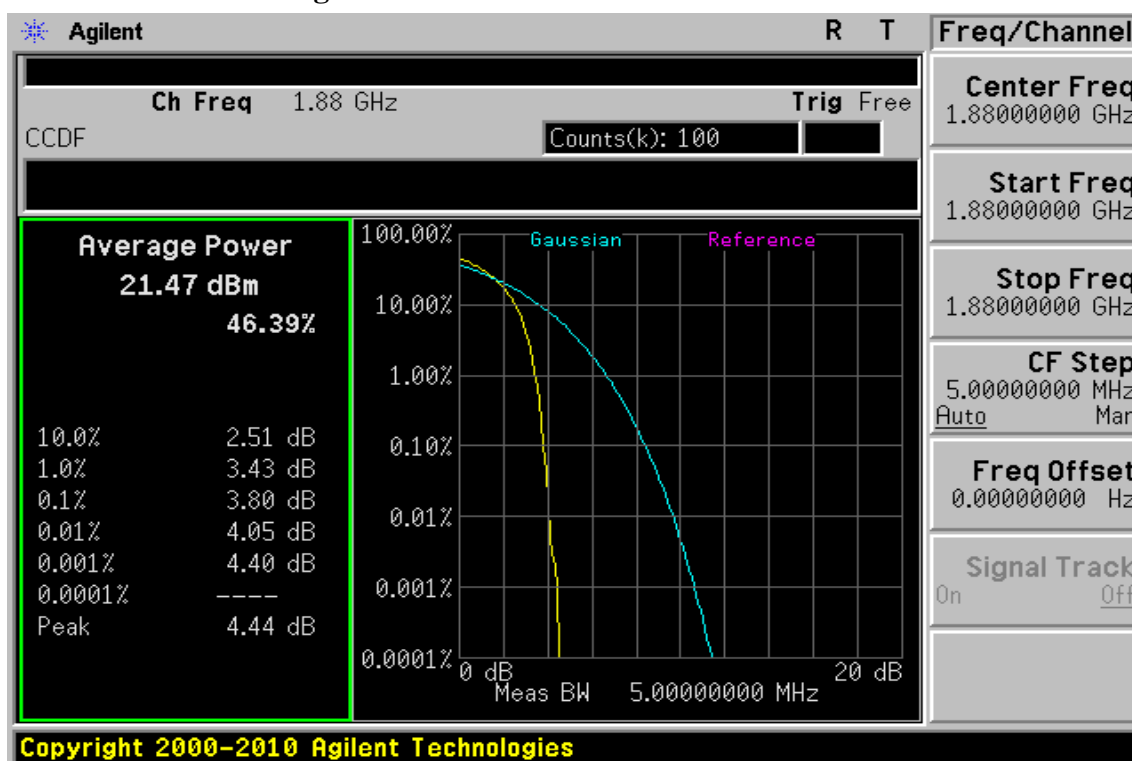 Agilent R T
Ch Freq 1.88 GHz Trig Free
CCDF Counts(k): 100
Average Power
21.47 dBm
46.39%
10.0% 2.51 dB
1.0% 3.43 dB
0.1% 3.80 dB
0.01% 4.05 dB
0.001% 4.40 dB
0.0001% ----
Peak 4.44 dB
Gaussian Reference
100.00%
10.00%
1.00%
0.10%
0.01%
0.001%
0.0001%
0 dB 20 dB
Meas BW 5.00000000 MHz
Freq/Channel
Center Freq
1.88000000 GHz
Start Freq
1.88000000 GHz
Stop Freq
1.88000000 GHz
CF Step
5.00000000 MHz
Auto Man
Freq Offset
0.00000000 Hz
Signal Track
On Off
Copyright 2000-2010 Agilent Technologies